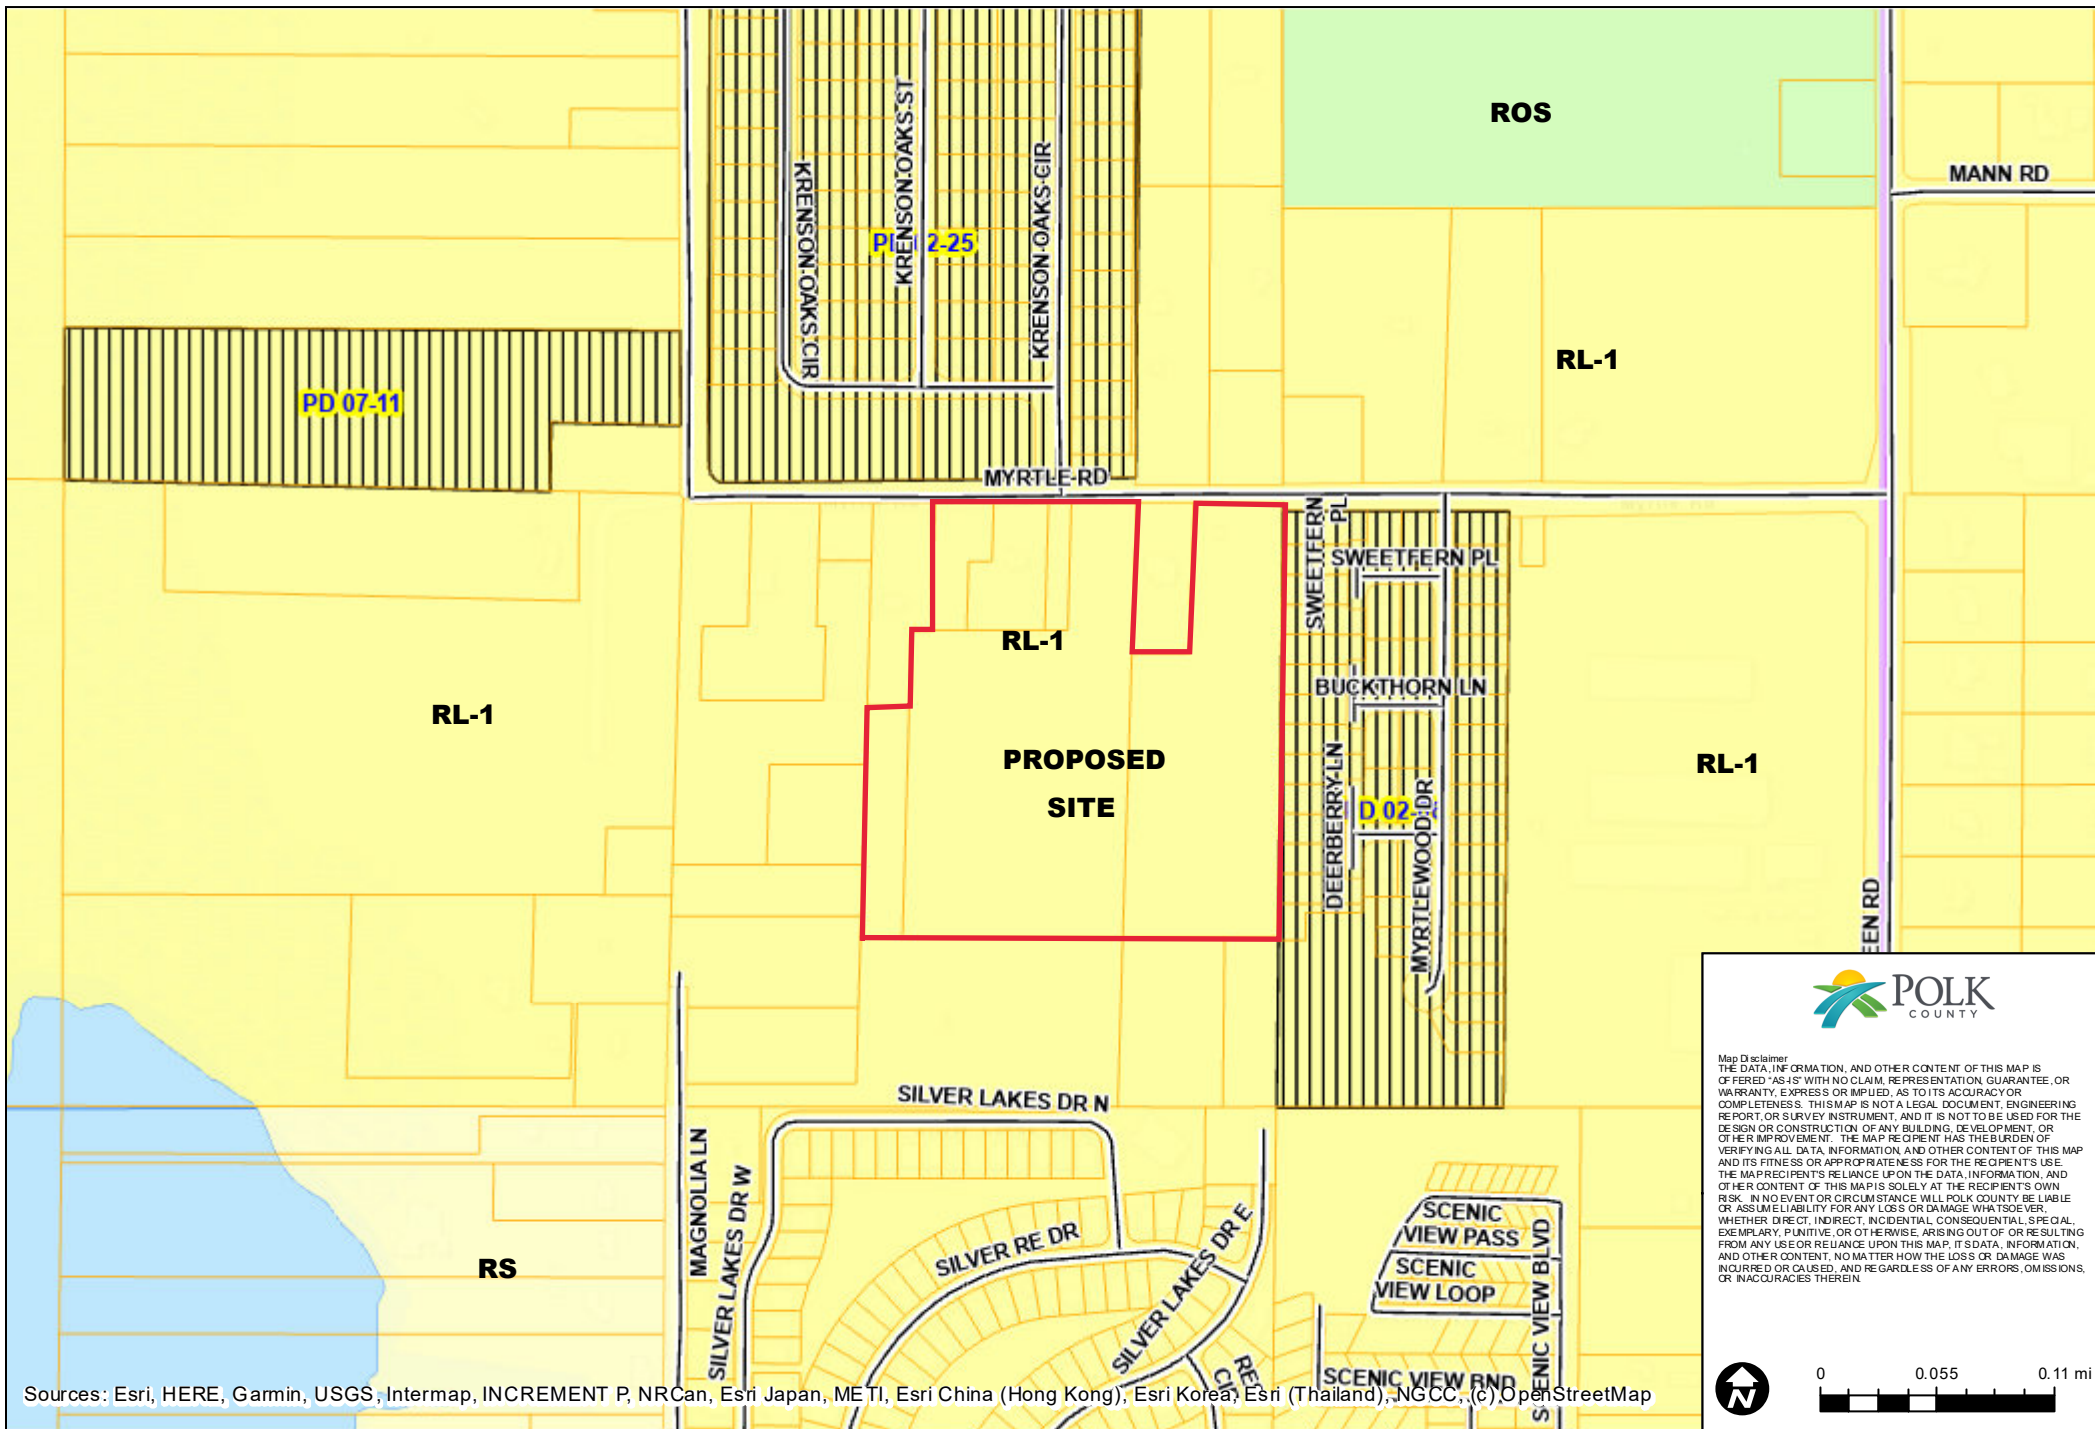 ROS
MANN RD
KRENSON OAKS ST
KRENSON OAKS CIR
KRENSON OAKS CIR
2-25
RL-1
PD 07-11
MYRTLE RD
SWEETFERN
PL
SWEETFERN PL
RL-1
BUCKTHORN LN
RL-1
PROPOSED
SITE
RL-1
DEERBERRY LN
D 02-
MYRTLEWOOD DR
EEN RD
SILVER LAKES DR N
MAGNOLIA LN
SILVER LAKES DR W
SILVER RE DR
SILVER LAKES DR E
SCENIC
VIEW PASS
SCENIC
VIEW LOOP
SCENIC VIEW BLVD
RS
SCENIC VIEW BND
RES
POLK
COUNTY
Map Disclaimer
THE DATA, INFORMATION, AND OTHER CONTENT OF THIS MAP IS
OFFERED "AS-IS" WITH NO CLAIM, REPRESENTATION, GUARANTEE, OR
WARRANTY, EXPRESS OR IMPLIED, AS TO ITS ACCURACY OR
COMPLETENESS. THIS MAP IS NOT A LEGAL DOCUMENT, ENGINEERING
REPORT, OR SURVEY INSTRUMENT, AND IT IS NOT TO BE USED FOR THE
DESIGN OR CONSTRUCTION OF ANY BUILDING, DEVELOPMENT, OR
OTHER IMPROVEMENT. THE MAP RECIPIENT HAS THE BURDEN OF
VERIFYING ALL DATA, INFORMATION, AND OTHER CONTENT OF THIS MAP
AND ITS FITNESS OR APPROPRIATENESS FOR THE RECIPIENT'S USE.
THE MAP RECIPENT'S RELIANCE UPON THE DATA, INFORMATION, AND
OTHER CONTENT OF THIS MAP IS SOLELY AT THE RECIPIENT'S OWN
RISK. IN NO EVENT OR CIRCUMSTANCE WILL POLK COUNTY BE LIABLE
OR ASSUME LIABILITY FOR ANY LOSS OR DAMAGE WHATSOEVER,
WHETHER DIRECT, INDIRECT, INCIDENTIAL, CONSEQUENTIAL, SPECIAL,
EXEMPLARY, PUNITIVE, OR OTHERWISE, ARISING OUT OF OR RESULTING
FROM ANY USE OR RELIANCE UPON THIS MAP, ITS DATA, INFORMATION,
AND OTHER CONTENT, NO MATTER HOW THE LOSS OR DAMAGE WAS
INCURRED OR CAUSED, AND REGARDLESS OF ANY ERRORS, OMISSIONS,
OR INACCURACIES THEREIN.
N
0 0.055 0.11 mi
Sources: Esri, HERE, Garmin, USGS, Intermap, INCREMENT P, NRCan, Esri Japan, METI, Esri China (Hong Kong), Esri Korea, Esri (Thailand), NGCC, (c) OpenStreetMap